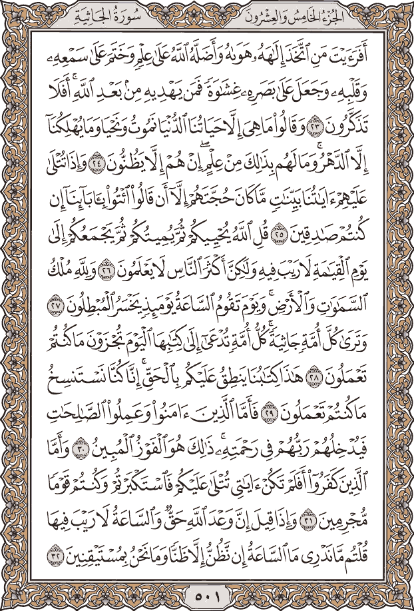 الجزء الخامس والعشرون
سورة الجاثية
أَفَرَءَيْتَ مَنِ ٱتَّخَذَ إِلَٰهَهُۥ هَوَىٰهُ وَأَضَلَّهُ ٱللَّهُ عَلَىٰ عِلْمٍ وَخَتَمَ عَلَىٰ سَمْعِهِۦ
وَقَلْبِهِۦ وَجَعَلَ عَلَىٰ بَصَرِهِۦ غِشَٰوَةً فَمَن يَهْدِيهِ مِنۢ بَعْدِ ٱللَّهِ ۚ أَفَلَا
تَذَكَّرُونَ ٢٣ وَقَالُوا۟ مَا هِىَ إِلَّا حَيَاتُنَا ٱلدُّنْيَا نَمُوتُ وَنَحْيَا وَمَا يُهْلِكُنَآ
إِلَّا ٱلدَّهْرُ ۚ وَمَا لَهُم بِذَٰلِكَ مِنْ عِلْمٍ ۖ إِنْ هُمْ إِلَّا يَظُنُّونَ ٢٤ وَإِذَا تُتْلَىٰ
عَلَيْهِمْ ءَايَٰتُنَا بَيِّنَٰتٍ مَّا كَانَ حُجَّتَهُمْ إِلَّآ أَن قَالُوا۟ ٱئْتُوا۟ بِـَٔابَآئِنَآ إِن
كُنتُمْ صَٰدِقِينَ ٢٥ قُلِ ٱللَّهُ يُحْيِيكُمْ ثُمَّ يُمِيتُكُمْ ثُمَّ يَجْمَعُكُمْ إِلَىٰ
يَوْمِ ٱلْقِيَٰمَةِ لَا رَيْبَ فِيهِ وَلَٰكِنَّ أَكْثَرَ ٱلنَّاسِ لَا يَعْلَمُونَ ٢٦ وَلِلَّهِ مُلْكُ
ٱلسَّمَٰوَٰتِ وَٱلْأَرْضِ ۚ وَيَوْمَ تَقُومُ ٱلسَّاعَةُ يَوْمَئِذٍ يَخْسَرُ ٱلْمُبْطِلُونَ ٢٧
وَتَرَىٰ كُلَّ أُمَّةٍ جَاثِيَةً ۚ كُلُّ أُمَّةٍ تُدْعَىٰٓ إِلَىٰ كِتَٰبِهَا ٱلْيَوْمَ تُجْزَوْنَ مَا كُنتُمْ
تَعْمَلُونَ ٢٨ هَٰذَا كِتَٰبُنَا يَنطِقُ عَلَيْكُم بِٱلْحَقِّ ۚ إِنَّا كُنَّا نَسْتَنسِخُ
مَا كُنتُمْ تَعْمَلُونَ ٢٩ فَأَمَّا ٱلَّذِينَ ءَامَنُوا۟ وَعَمِلُوا۟ ٱلصَّٰلِحَٰتِ
فَيُدْخِلُهُمْ رَبُّهُمْ فِى رَحْمَتِهِۦ ۚ ذَٰلِكَ هُوَ ٱلْفَوْزُ ٱلْمُبِينُ ٣٠ وَأَمَّا
ٱلَّذِينَ كَفَرُوٓا۟ أَفَلَمْ تَكُنْ ءَايَٰتِى تُتْلَىٰ عَلَيْكُمْ فَٱسْتَكْبَرْتُمْ وَكُنتُمْ قَوْمًا
مُّجْرِمِينَ ٣١ وَإِذَا قِيلَ إِنَّ وَعْدَ ٱللَّهِ حَقٌّ وَٱلسَّاعَةُ لَا رَيْبَ فِيهَا
قُلْتُم مَّا نَدْرِى مَا ٱلسَّاعَةُ إِن نَّظُنُّ إِلَّا ظَنًّا وَمَا نَحْنُ بِمُسْتَيْقِنِينَ ٣٢
٥٠١